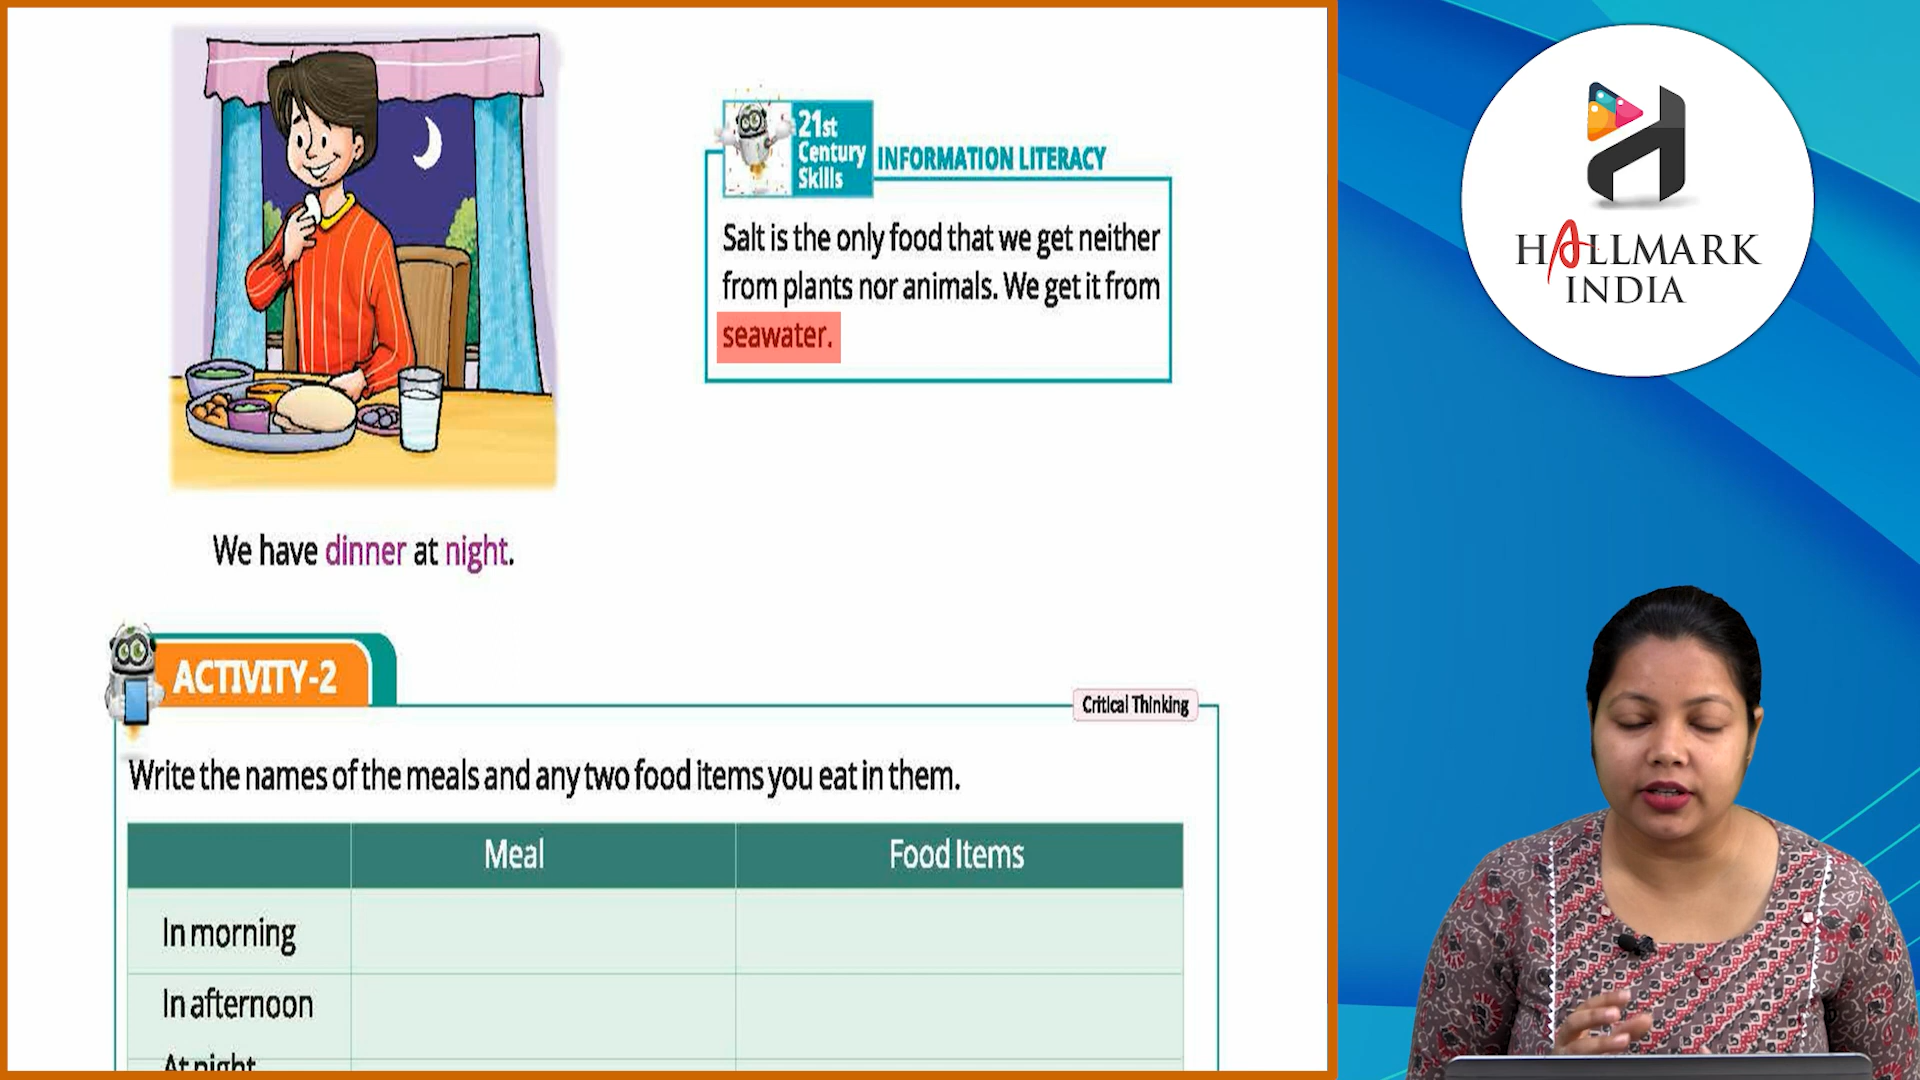 21st
Century
Skills
INFORMATION LITERACY
Salt is the only food that we get neither
from plants nor animals. We get it from
seawater.
We have dinner at night.
ACTIVITY-2
Critical Thinking
Write the names of the meals and any two food items you eat in them.
Meal Food Items
In morning
In afternoon
At night
HALLMARK
INDIA